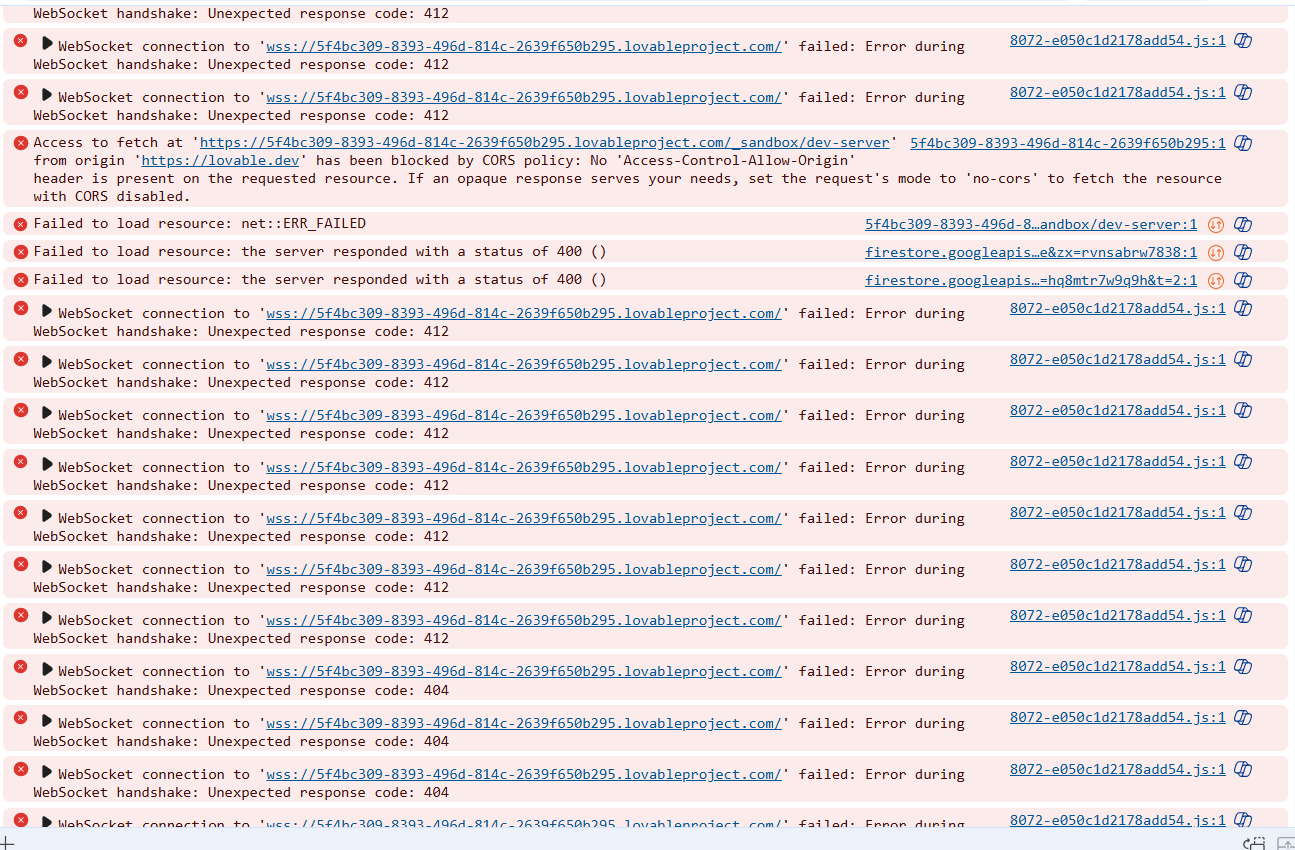 WebSocket handshake: Unexpected response code: 412
WebSocket connection to 'wss://5f4bc309-8393-496d-814c-2639f650b295.lovableproject.com/' failed: Error during 8072-e050c1d2178add54.js:1
WebSocket handshake: Unexpected response code: 412
WebSocket connection to 'wss://5f4bc309-8393-496d-814c-2639f650b295.lovableproject.com/' failed: Error during 8072-e050c1d2178add54.js:1
WebSocket handshake: Unexpected response code: 412
Access to fetch at 'https://5f4bc309-8393-496d-814c-2639f650b295.lovableproject.com/_sandbox/dev-server' 5f4bc309-8393-496d-814c-2639f650b295:1
from origin 'https://lovable.dev' has been blocked by CORS policy: No 'Access-Control-Allow-Origin'
header is present on the requested resource. If an opaque response serves your needs, set the request's mode to 'no-cors' to fetch the resource
with CORS disabled.
Failed to load resource: net::ERR_FAILED 5f4bc309-8393-496d-8…andbox/dev-server:1
Failed to load resource: the server responded with a status of 400 () firestore.googleapis…e&zx=rvnsabrw7838:1
Failed to load resource: the server responded with a status of 400 () firestore.googleapis…=hq8mtr7w9q9h&t=2:1
WebSocket connection to 'wss://5f4bc309-8393-496d-814c-2639f650b295.lovableproject.com/' failed: Error during 8072-e050c1d2178add54.js:1
WebSocket handshake: Unexpected response code: 412
WebSocket connection to 'wss://5f4bc309-8393-496d-814c-2639f650b295.lovableproject.com/' failed: Error during 8072-e050c1d2178add54.js:1
WebSocket handshake: Unexpected response code: 412
WebSocket connection to 'wss://5f4bc309-8393-496d-814c-2639f650b295.lovableproject.com/' failed: Error during 8072-e050c1d2178add54.js:1
WebSocket handshake: Unexpected response code: 412
WebSocket connection to 'wss://5f4bc309-8393-496d-814c-2639f650b295.lovableproject.com/' failed: Error during 8072-e050c1d2178add54.js:1
WebSocket handshake: Unexpected response code: 412
WebSocket connection to 'wss://5f4bc309-8393-496d-814c-2639f650b295.lovableproject.com/' failed: Error during 8072-e050c1d2178add54.js:1
WebSocket handshake: Unexpected response code: 412
WebSocket connection to 'wss://5f4bc309-8393-496d-814c-2639f650b295.lovableproject.com/' failed: Error during 8072-e050c1d2178add54.js:1
WebSocket handshake: Unexpected response code: 412
WebSocket connection to 'wss://5f4bc309-8393-496d-814c-2639f650b295.lovableproject.com/' failed: Error during 8072-e050c1d2178add54.js:1
WebSocket handshake: Unexpected response code: 412
WebSocket connection to 'wss://5f4bc309-8393-496d-814c-2639f650b295.lovableproject.com/' failed: Error during 8072-e050c1d2178add54.js:1
WebSocket handshake: Unexpected response code: 404
WebSocket connection to 'wss://5f4bc309-8393-496d-814c-2639f650b295.lovableproject.com/' failed: Error during 8072-e050c1d2178add54.js:1
WebSocket handshake: Unexpected response code: 404
WebSocket connection to 'wss://5f4bc309-8393-496d-814c-2639f650b295.lovableproject.com/' failed: Error during 8072-e050c1d2178add54.js:1
WebSocket handshake: Unexpected response code: 404
WebSocket connection to 'wss://5f4bc309-8393-496d-814c-2639f650b295.lovableproject.com/' failed: Error during 8072-e050c1d2178add54.js:1